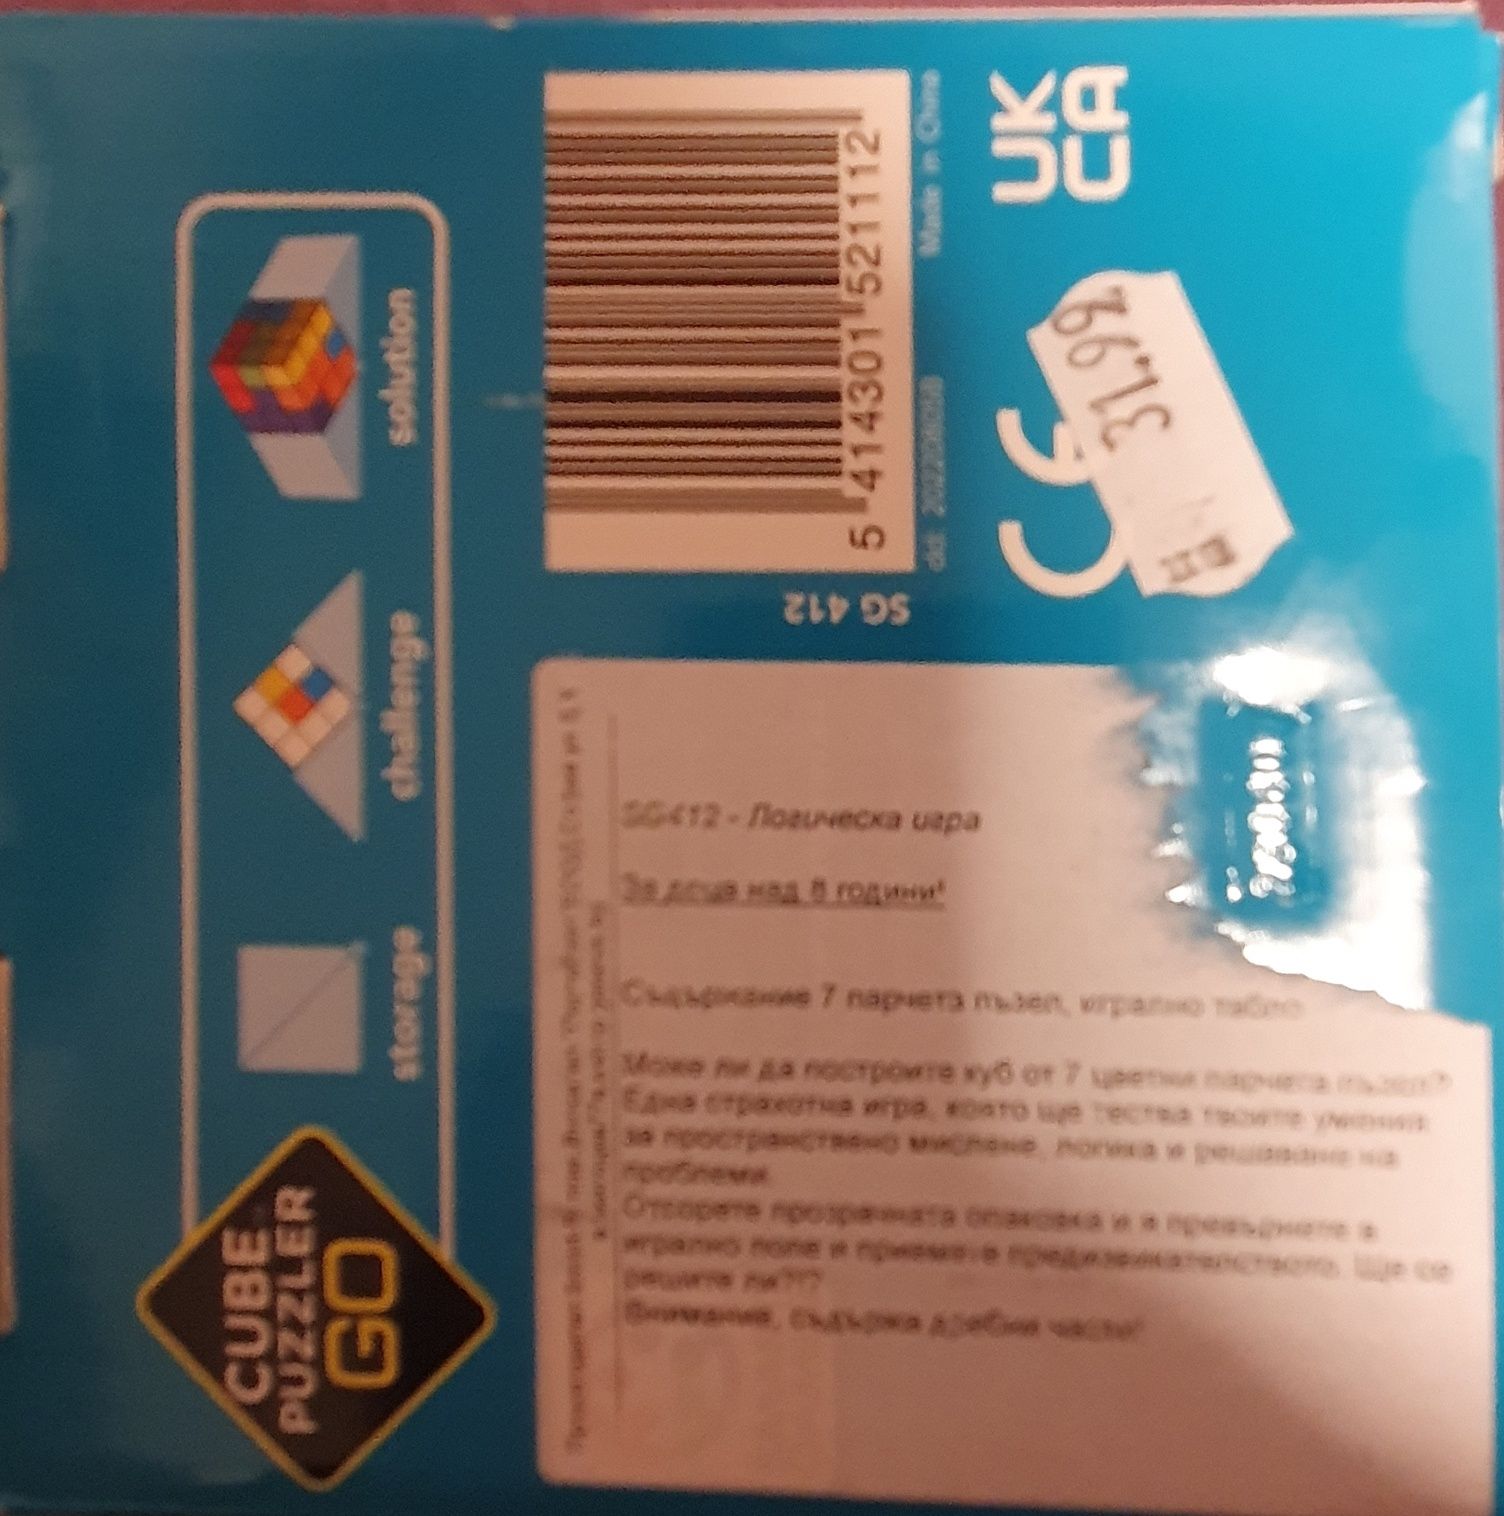 CUBE
PUZZLER
GO
storage
challenge
solution
5 414301 521112
SG 412
Made in China
UK
CA
CE
31.99
SG412 - Логическа игра
За деца над 8 години!
Съдържание 7 парчета пъзел, игрално табло
Може ли да построите куб от 7 цветни парчета пъзел?
Една страхотна игра, която ще тества твоите умения
за пространствено мислене, логика и решаване на
проблеми.
Отворете прозрачната опаковка и я превърнете в
игрално поле и приемете предизвикателството. Ще се
решите ли?!?
Внимание, съдържа дребни части!